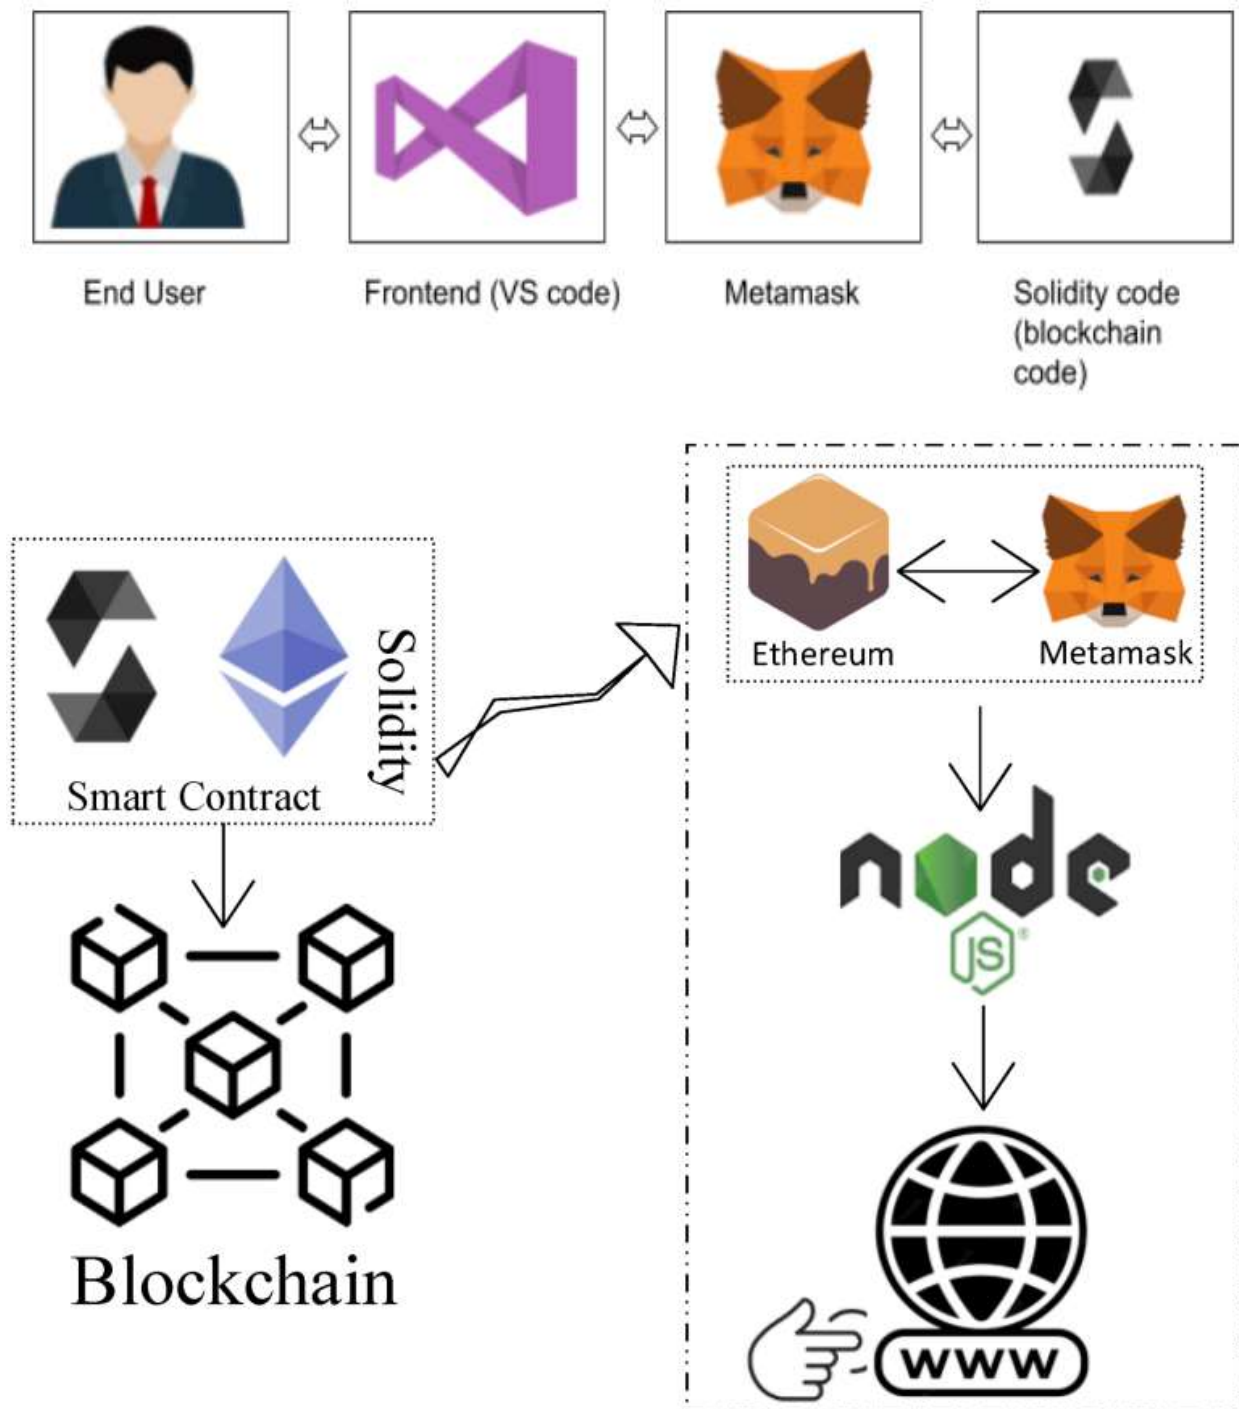 End User
Frontend (VS code)
Metamask
Solidity code
(blockchain
code)
Ethereum
Metamask
Solidity
Smart Contract
node
JS®
Blockchain
www